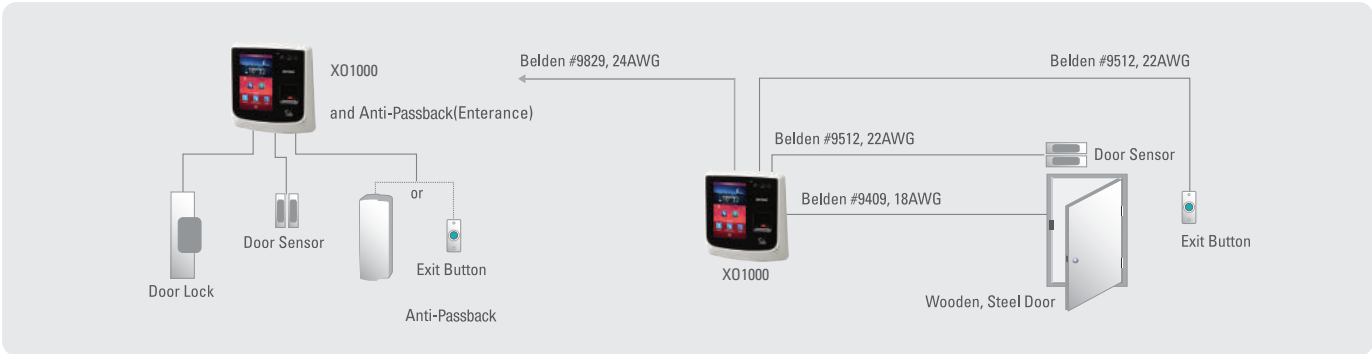 XO1000
and Anti-Passback(Enterance)
or
Door Lock
Door Sensor
Exit Button
Anti-Passback
Belden #9829, 24AWG
Belden #9512, 22AWG
Belden #9512, 22AWG
Door Sensor
Belden #9409, 18AWG
XO1000
Wooden, Steel Door
Exit Button